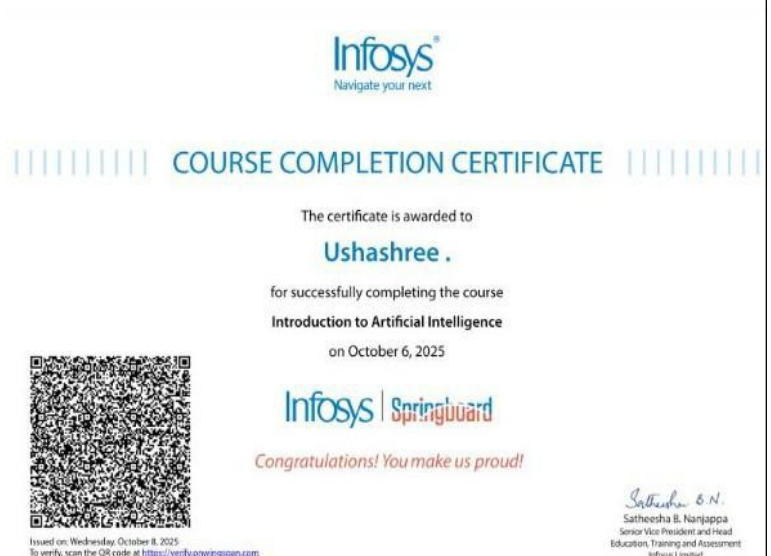 Infosys®
Navigate your next
COURSE COMPLETION CERTIFICATE
The certificate is awarded to
Ushashree .
for successfully completing the course
Introduction to Artificial Intelligence
on October 6, 2025
Infosys | Springboard
Congratulations! You make us proud!
Issued on: Wednesday, October 8, 2025
To verify, scan the QR code at https://verify.onwingspan.com
Satheesha B.N.
Satheesha B. Nanjappa
Senior Vice President and Head
Education, Training and Assessment
Infosys Limited